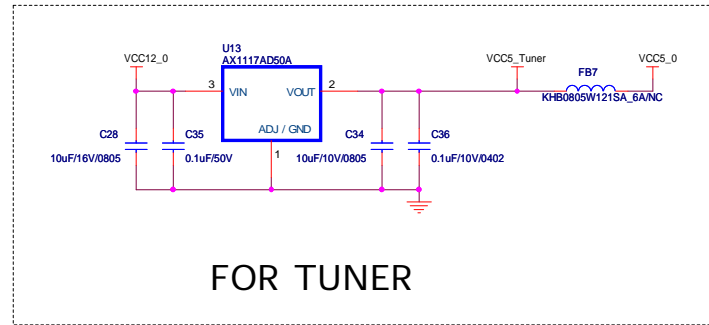 U13
AX1117AD50A
VCC12_0
VCC5_Tuner
VCC5_0
FB7
KHB0805W121SA_6A/NC
3
VIN
VOUT
2
ADJ / GND
1
C28
10uF/16V/0805
C35
0.1uF/50V
C34
10uF/10V/0805
C36
0.1uF/10V/0402
FOR TUNER